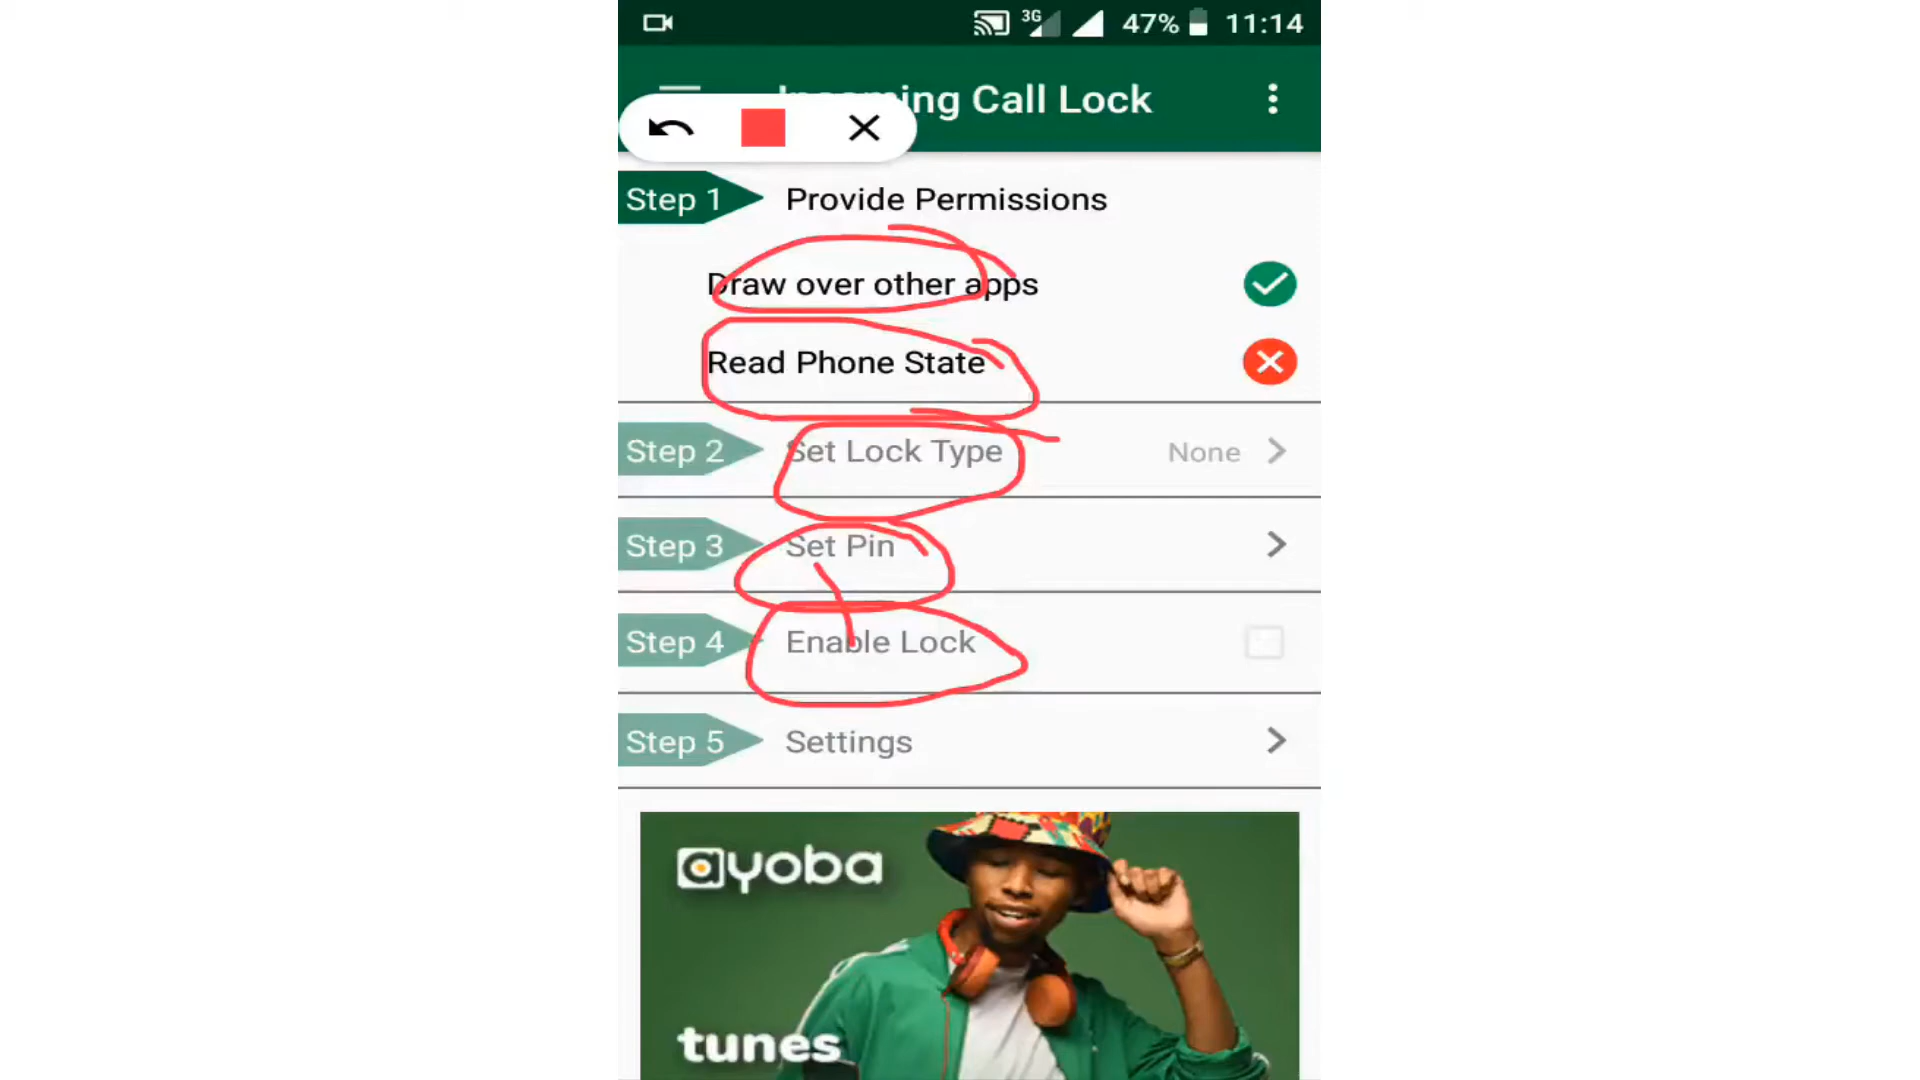 3G 47% 11:14
Incoming Call Lock
Step 1 Provide Permissions
Draw over other apps
Read Phone State
Step 2 Set Lock Type None
Step 3 Set Pin
Step 4 Enable Lock
Step 5 Settings
ayoba
tunes